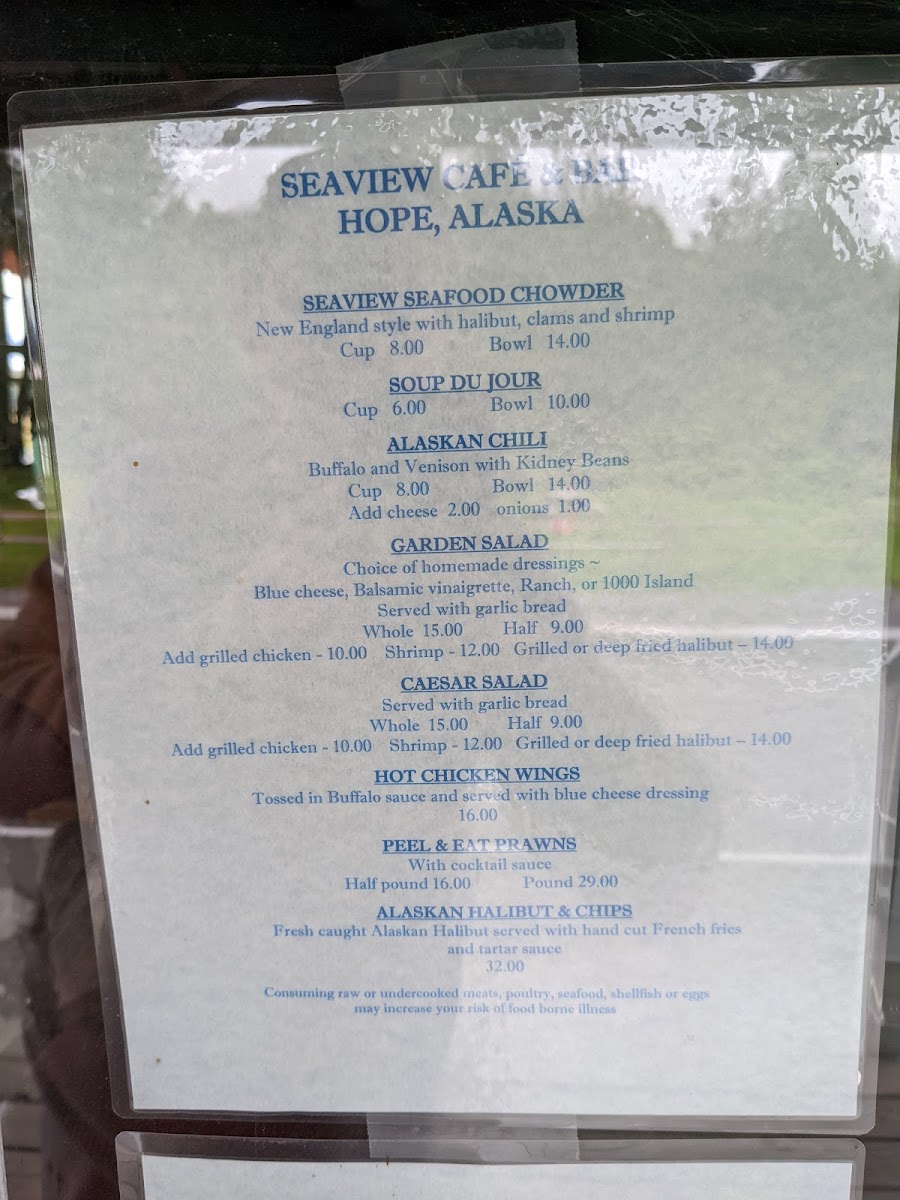 SEAVIEW CAFÉ & BAR
HOPE, ALASKA
SEAVIEW SEAFOOD CHOWDER
New England style with halibut, clams and shrimp
Cup 8.00 Bowl 14.00
SOUP DU JOUR
Cup 6.00 Bowl 10.00
ALASKAN CHILI
Buffalo and Venison with Kidney Beans
Cup 8.00 Bowl 14.00
Add cheese 2.00 onions 1.00
GARDEN SALAD
Choice of homemade dressings ~
Blue cheese, Balsamic vinaigrette, Ranch, or 1000 Island
Served with garlic bread
Whole 15.00 Half 9.00
Add grilled chicken - 10.00 Shrimp - 12.00 Grilled or deep fried halibut – 14.00
CAESAR SALAD
Served with garlic bread
Whole 15.00 Half 9.00
Add grilled chicken - 10.00 Shrimp - 12.00 Grilled or deep fried halibut – 14.00
HOT CHICKEN WINGS
Tossed in Buffalo sauce and served with blue cheese dressing
16.00
PEEL & EAT PRAWNS
With cocktail sauce
Half pound 16.00 Pound 29.00
ALASKAN HALIBUT & CHIPS
Fresh caught Alaskan Halibut served with hand cut French fries
and tartar sauce
32.00
Consuming raw or undercooked meats, poultry, seafood, shellfish or eggs
may increase your risk of food borne illness